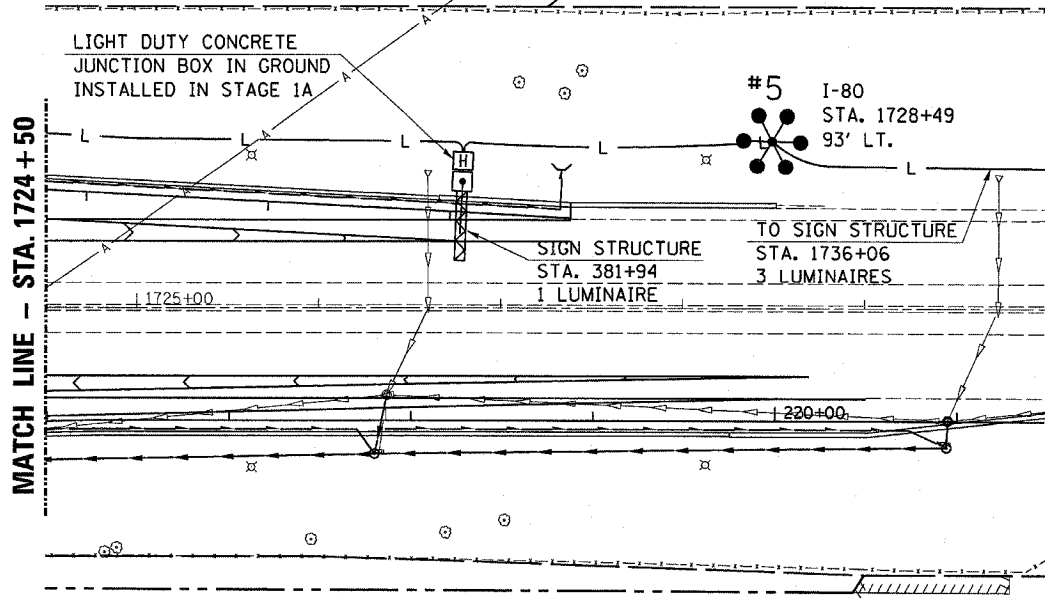 LIGHT DUTY CONCRETE
JUNCTION BOX IN GROUND
INSTALLED IN STAGE 1A
#5
I-80
STA. 1728+49
93' LT.
A
A
A
A
L
L
L
L
L
L
H
MATCH LINE - STA. 1724+50
SIGN STRUCTURE
STA. 381+94
1 LUMINAIRE
TO SIGN STRUCTURE
STA. 1736+06
3 LUMINAIRES
1725+00
220+00